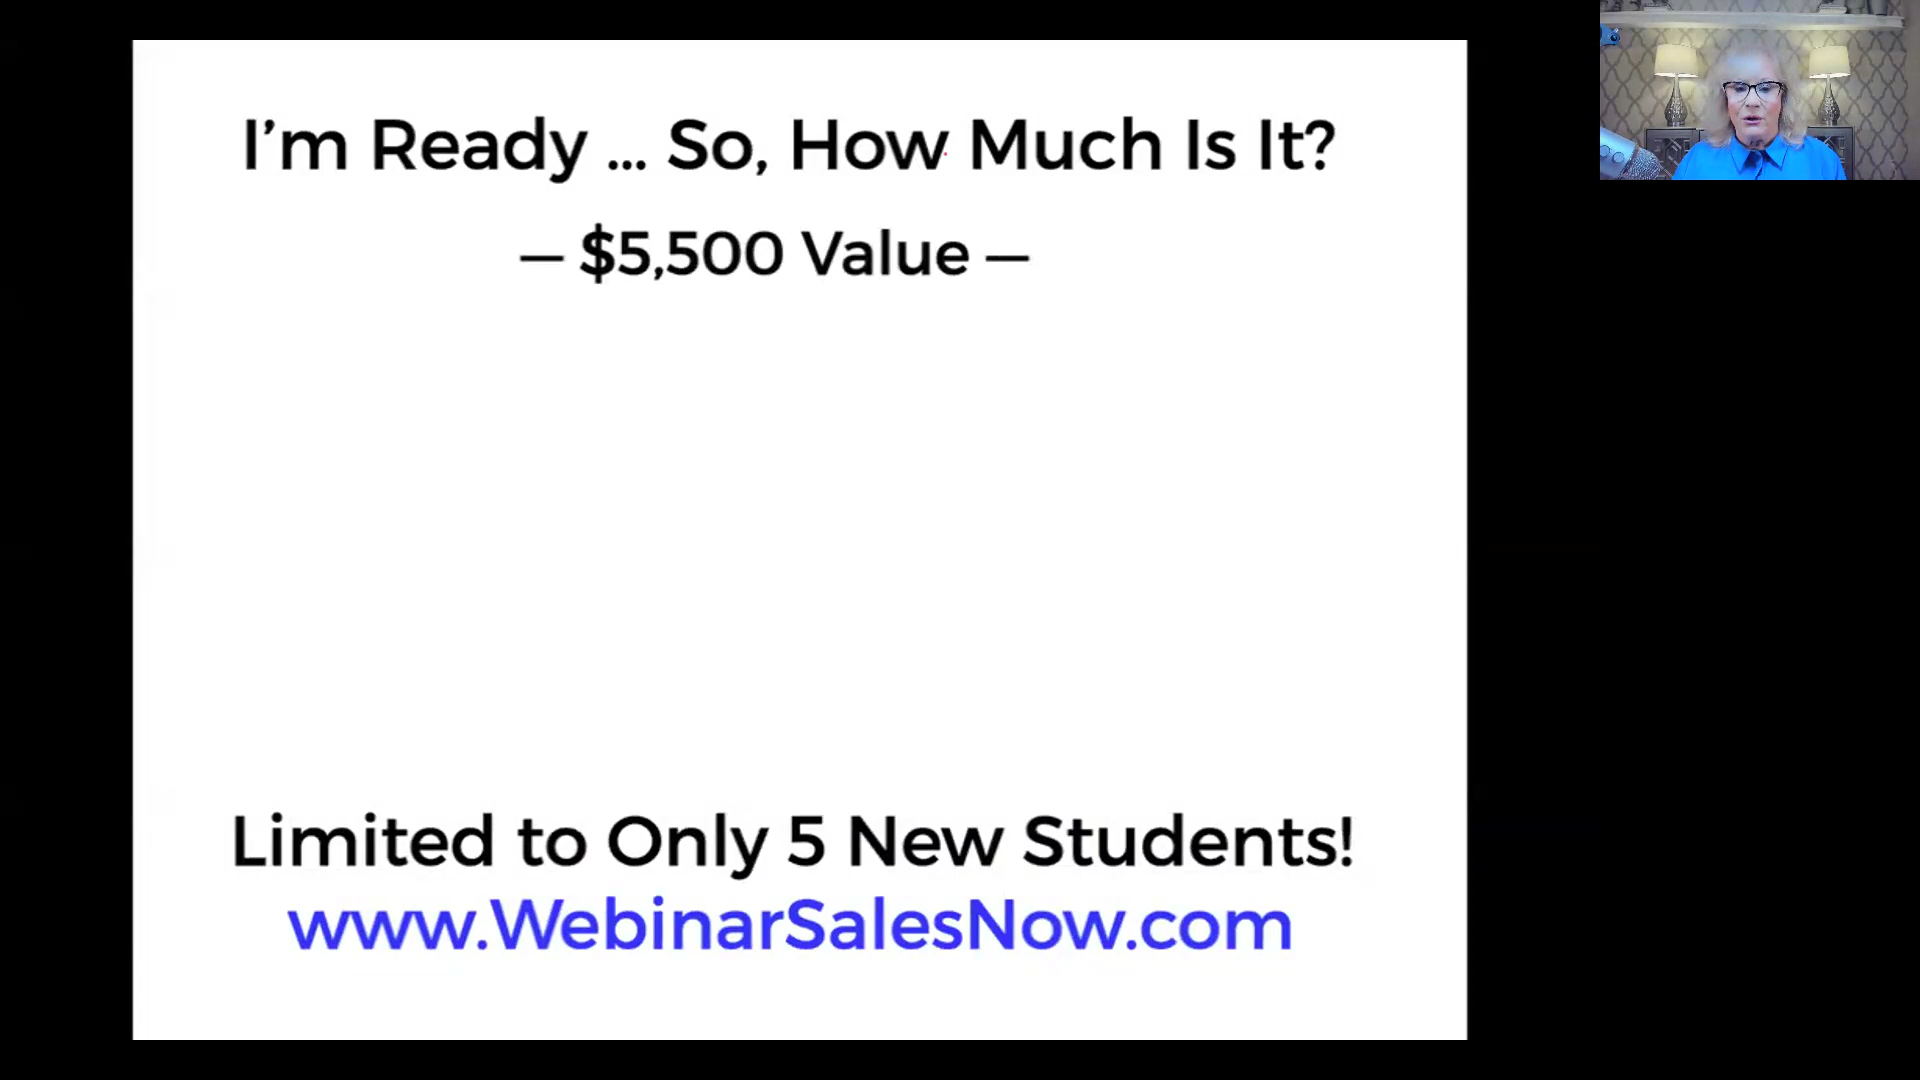 I’m Ready ... So, How Much Is It?
— $5,500 Value —
Limited to Only 5 New Students!
www.WebinarSalesNow.com